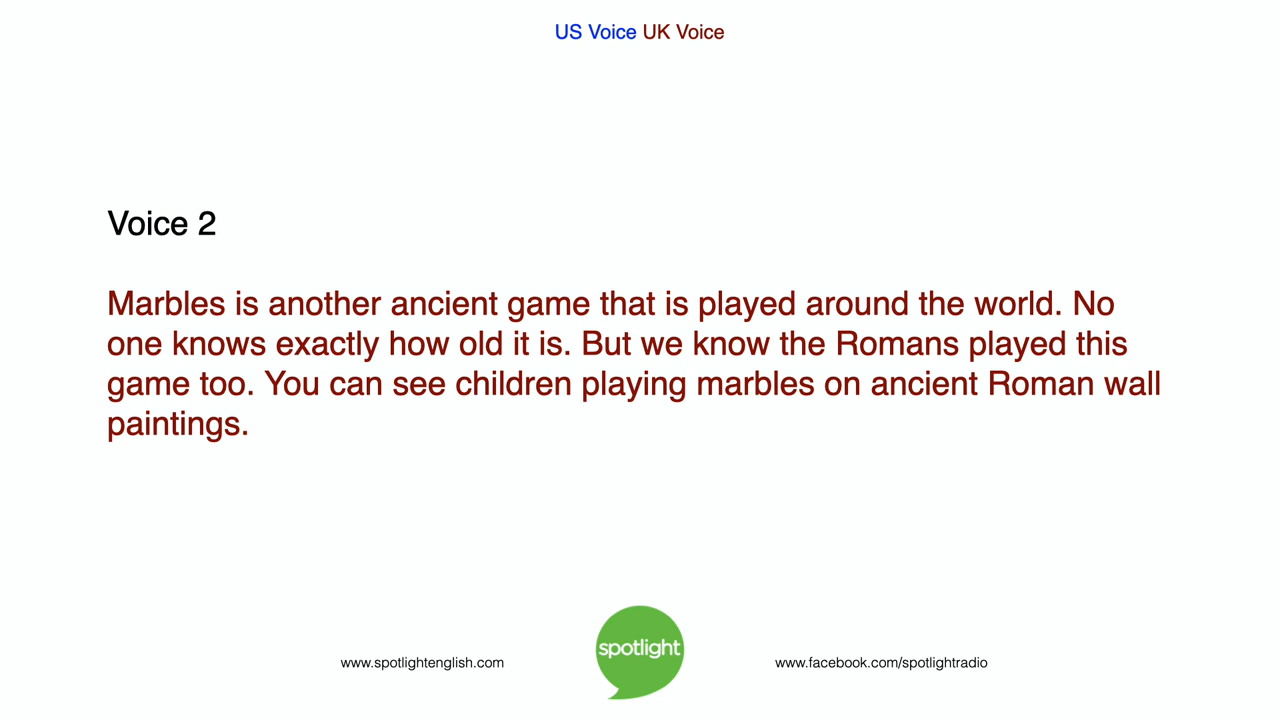 US Voice UK Voice
Voice 2
Marbles is another ancient game that is played around the world. No
one knows exactly how old it is. But we know the Romans played this
game too. You can see children playing marbles on ancient Roman wall
paintings.
spotlight
www.spotlightenglish.com
www.facebook.com/spotlightradio